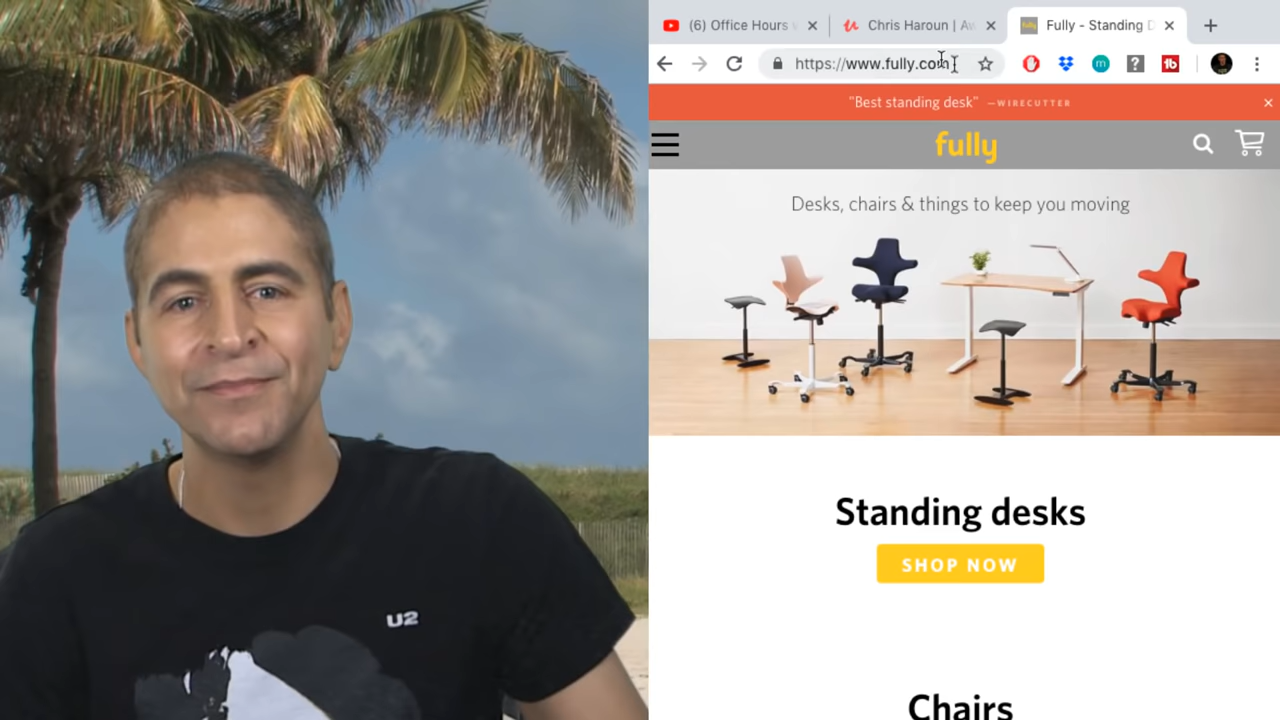 U2
(6) Office Hours
Chris Haroun | Aw
Fully - Standing D
https://www.fully.com
"Best standing desk" —WIRECUTTER
fully
Desks, chairs & things to keep you moving
Standing desks
SHOP NOW
Chairs